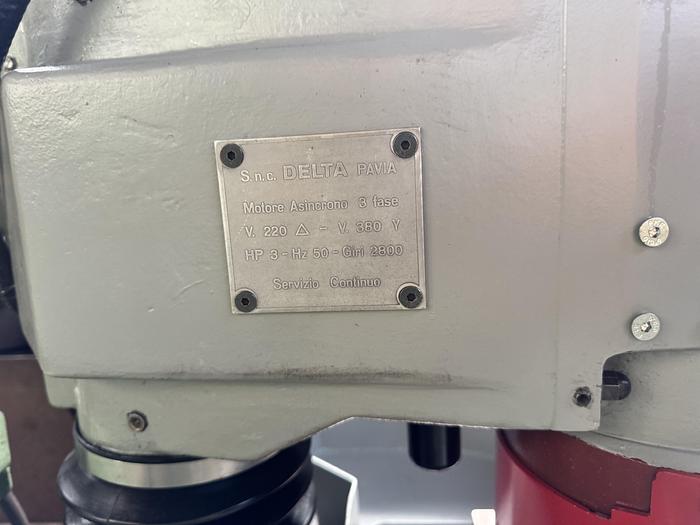 S.n.c. DELTA PAVIA
Motore Asincrono 3 fase
V. 220 △ - V. 380 Y
HP 3 - Hz 50 - Giri 2800
Servizio Continuo